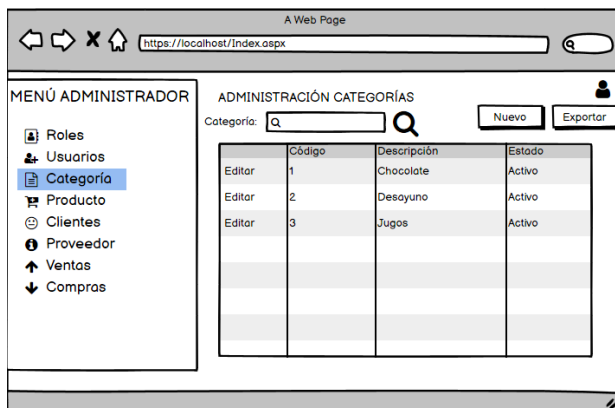 A Web Page
https://localhost/Index.aspx
MENÚ ADMINISTRADOR
Roles
Usuarios
Categoría
Producto
Clientes
Proveedor
Ventas
Compras
ADMINISTRACIÓN CATEGORÍAS
Categoría:
Nuevo
Exportar
Código Descripción Estado
Editar 1 Chocolate Activo
Editar 2 Desayuno Activo
Editar 3 Jugos Activo